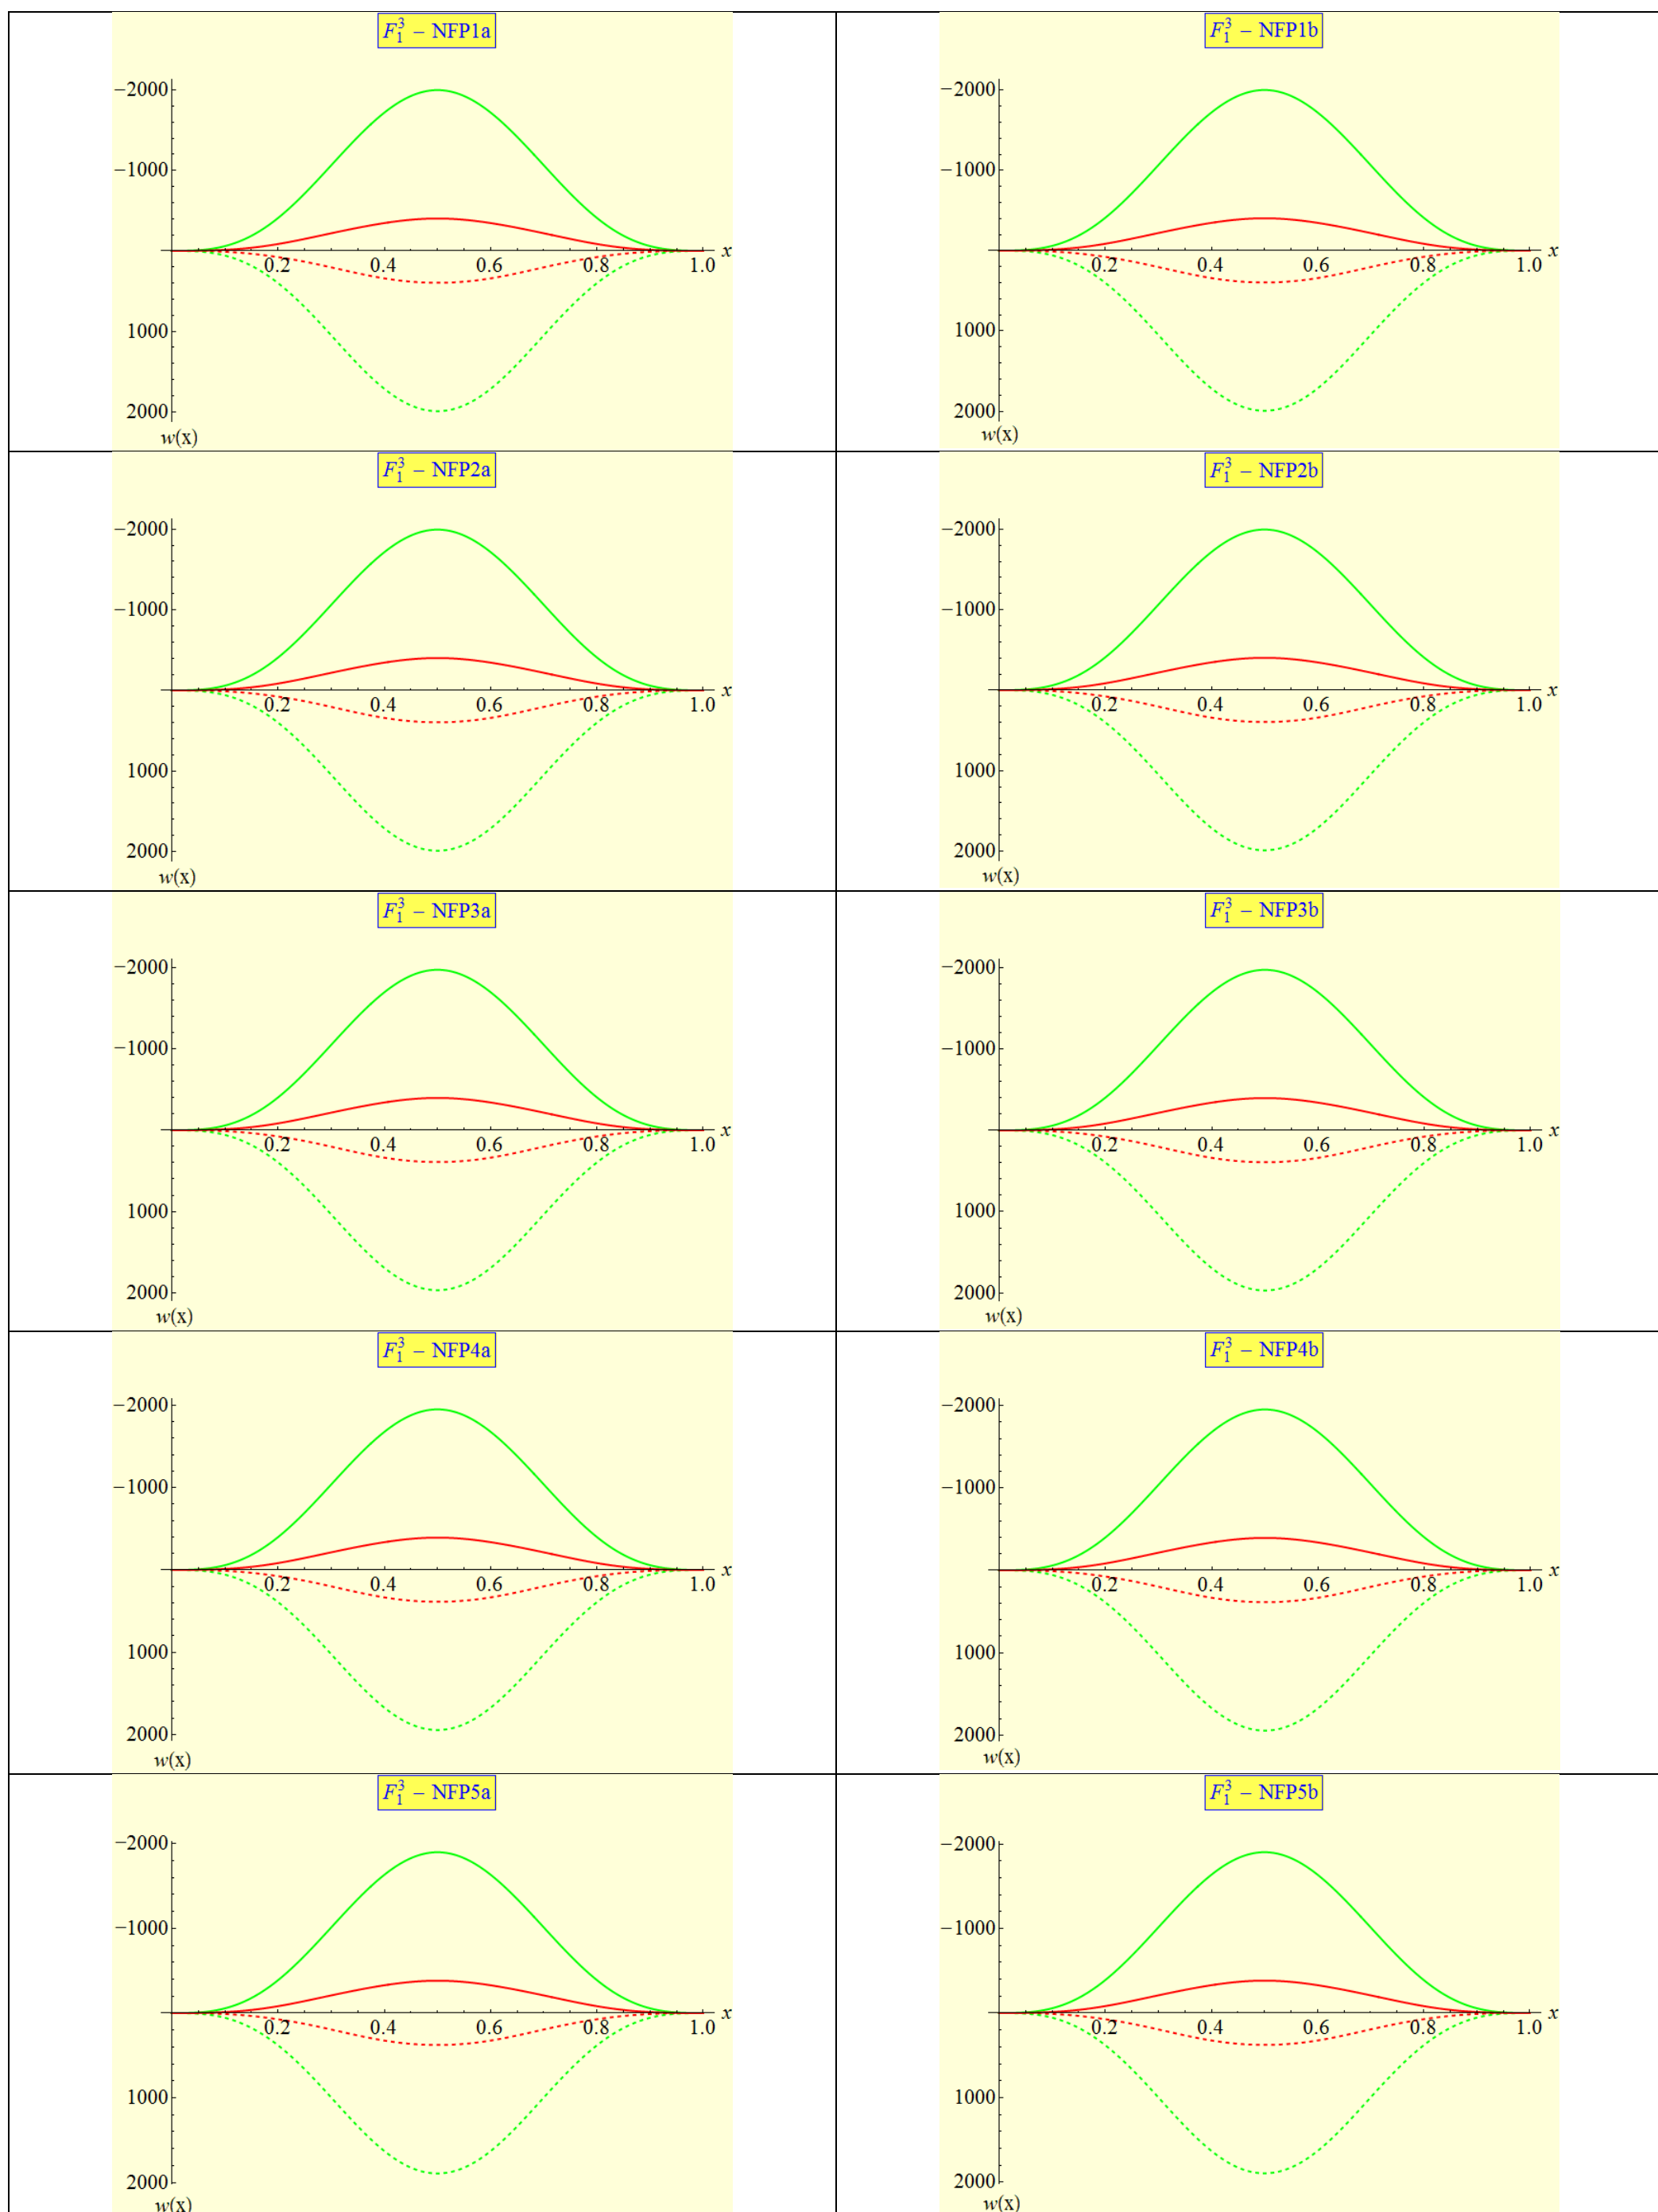 F₁³ – NFP1a
−2000
−1000
0.2 0.4 0.6 0.8 1.0 x
1000
2000
w(x)
F₁³ – NFP1b
−2000
−1000
0.2 0.4 0.6 0.8 1.0 x
1000
2000
w(x)
F₁³ – NFP2a
−2000
−1000
0.2 0.4 0.6 0.8 1.0 x
1000
2000
w(x)
F₁³ – NFP2b
−2000
−1000
0.2 0.4 0.6 0.8 1.0 x
1000
2000
w(x)
F₁³ – NFP3a
−2000
−1000
0.2 0.4 0.6 0.8 1.0 x
1000
2000
w(x)
F₁³ – NFP3b
−2000
−1000
0.2 0.4 0.6 0.8 1.0 x
1000
2000
w(x)
F₁³ – NFP4a
−2000
−1000
0.2 0.4 0.6 0.8 1.0 x
1000
2000
w(x)
F₁³ – NFP4b
−2000
−1000
0.2 0.4 0.6 0.8 1.0 x
1000
2000
w(x)
F₁³ – NFP5a
−2000
−1000
0.2 0.4 0.6 0.8 1.0 x
1000
2000
w(x)
F₁³ – NFP5b
−2000
−1000
0.2 0.4 0.6 0.8 1.0 x
1000
2000
w(x)